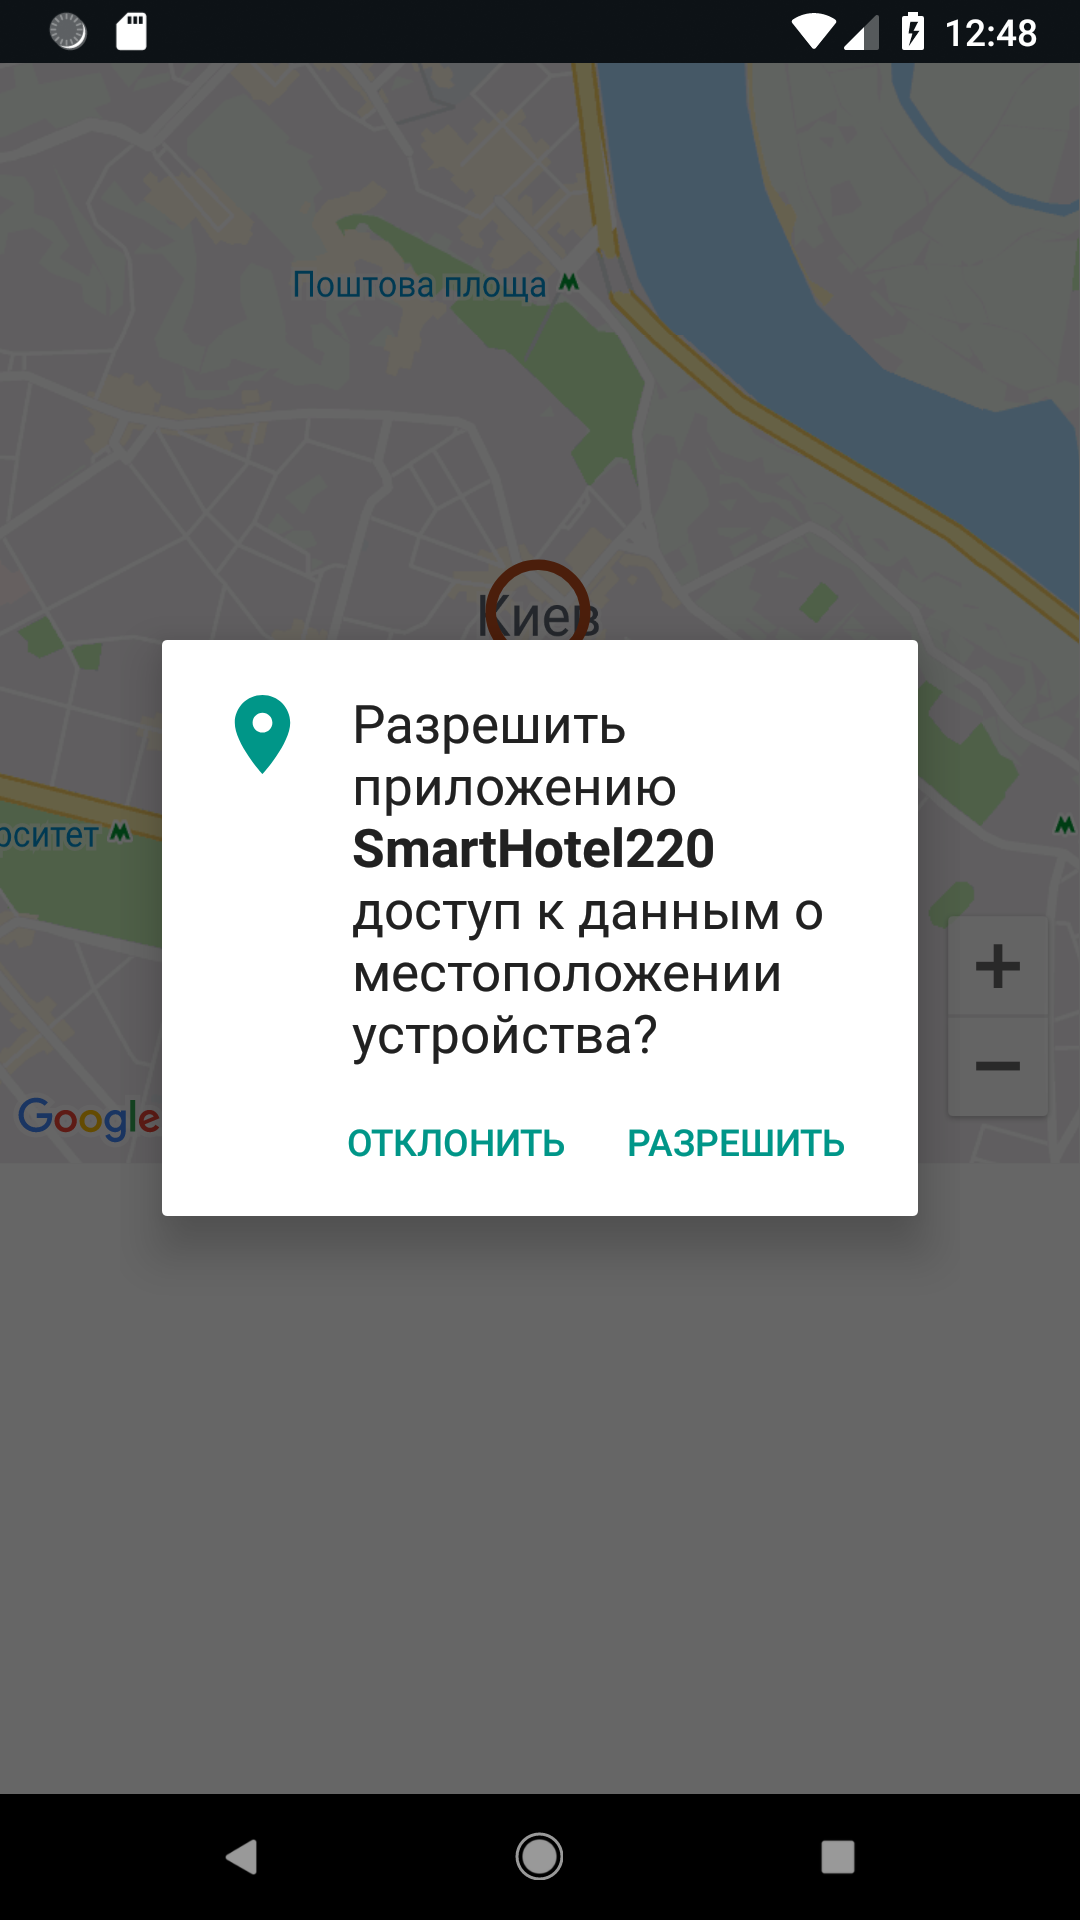 12:48
Поштова площа
Киев
Разрешить
приложению
SmartHotel220
доступ к данным о
местоположении
устройства?
рситет
Google
ОТКЛОНИТЬ РАЗРЕШИТЬ